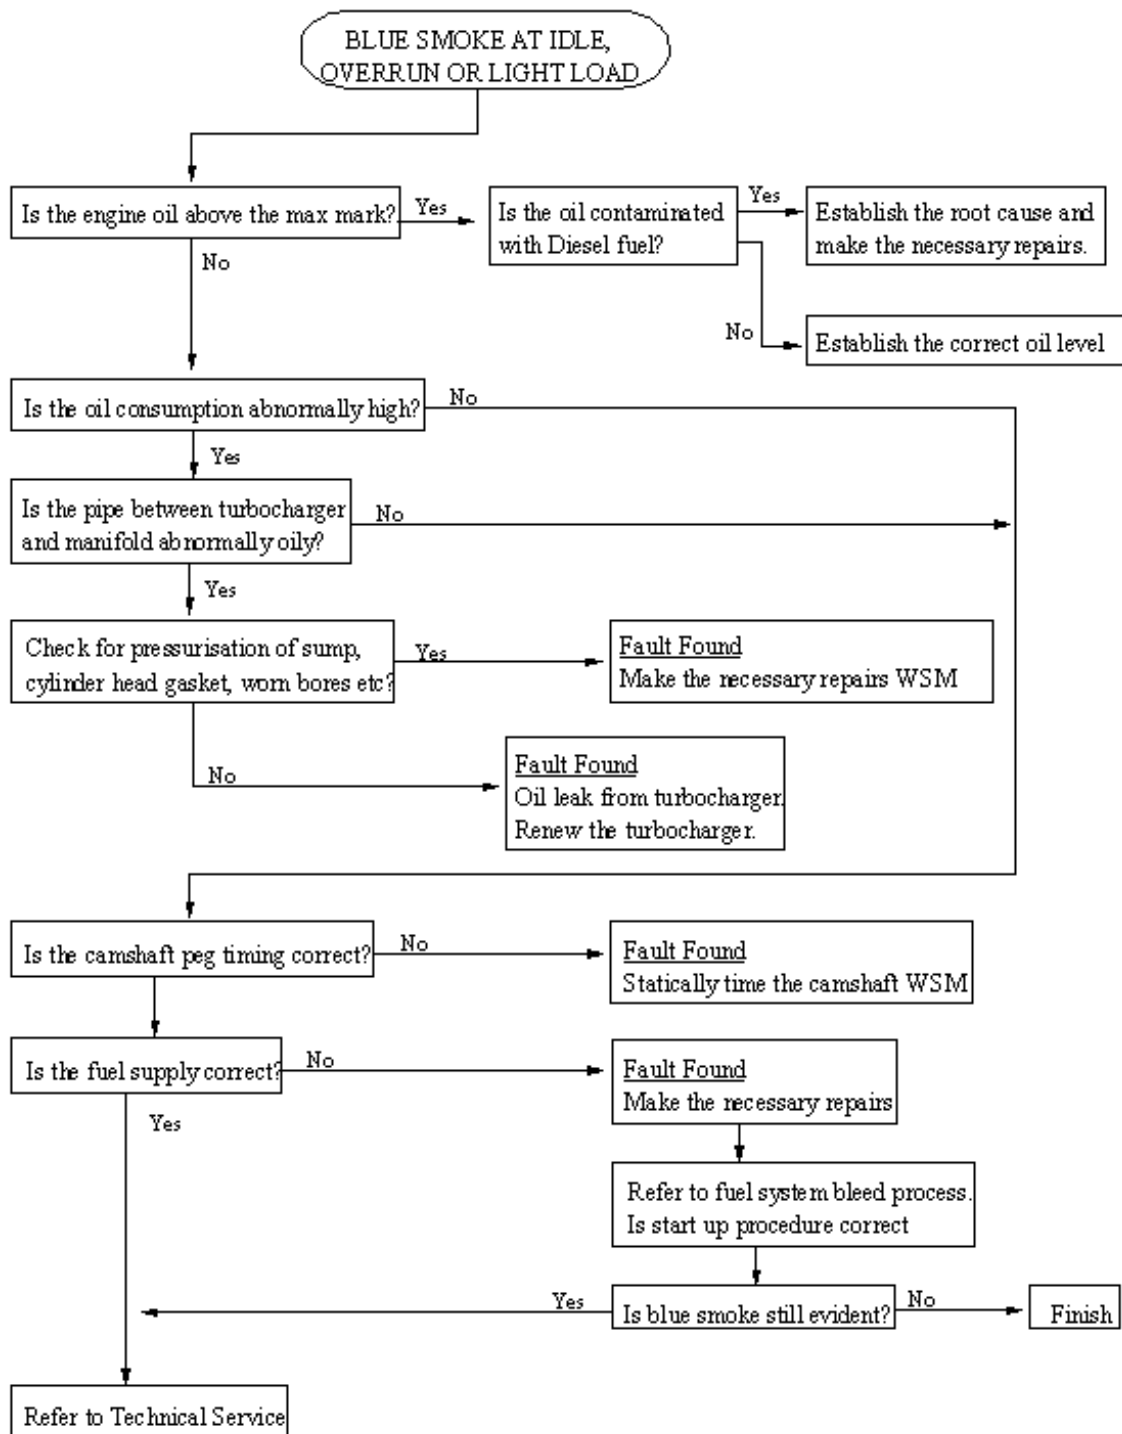 BLUE SMOKE AT IDLE,
OVERRUN OR LIGHT LOAD
Is the engine oil above the max mark?
Yes
Is the oil contaminated
with Diesel fuel?
Yes
Establish the root cause and
make the necessary repairs.
No
No
Establish the correct oil level
Is the oil consumption abnormally high?
No
Yes
Is the pipe between turbocharger
and manifold abnormally oily?
No
Yes
Check for pressurisation of sump,
cylinder head gasket, worn bores etc?
Yes
Fault Found
Make the necessary repairs WSM
No
Fault Found
Oil leak from turbocharger.
Renew the turbocharger.
Is the camshaft peg timing correct?
No
Fault Found
Statically time the camshaft WSM
Is the fuel supply correct?
No
Fault Found
Make the necessary repairs
Yes
Refer to fuel system bleed process.
Is start up procedure correct
Is blue smoke still evident?
Yes
No
Finish
Refer to Technical Service